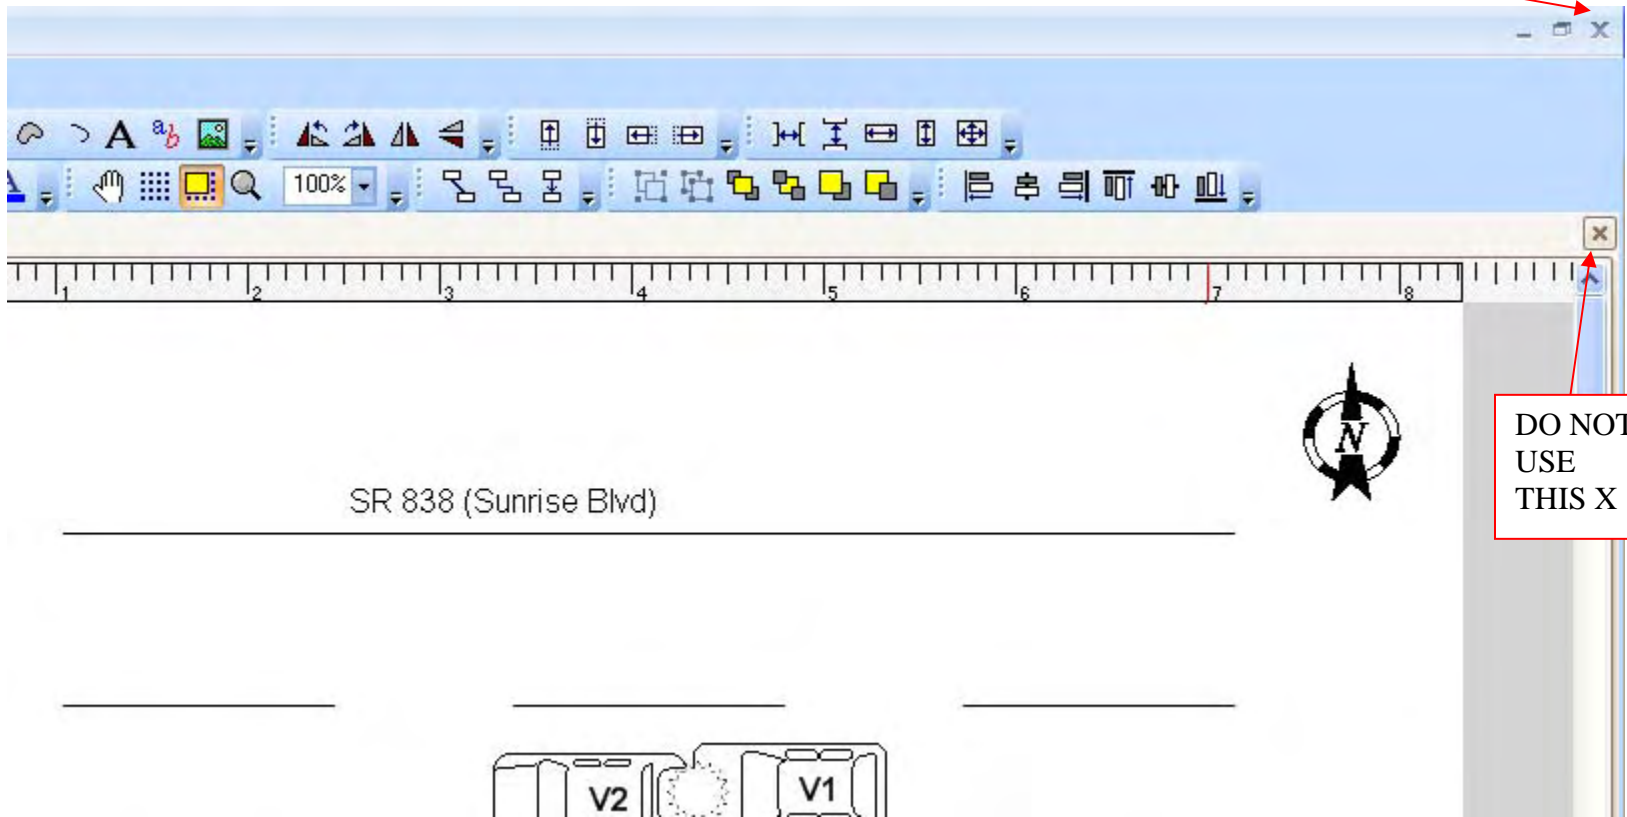 A ab
A 100%
1 2 3 4 5 6 7 8
N
DO NOT
USE
THIS X
SR 838 (Sunrise Blvd)
V2 V1